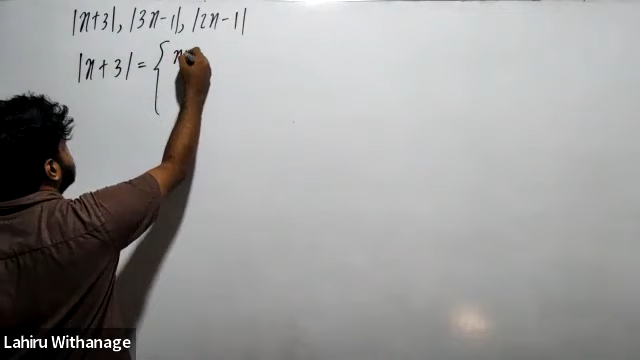 |x+3|, |3x-1|, |2x-1|
|x+3| = { x
Lahiru Withanage